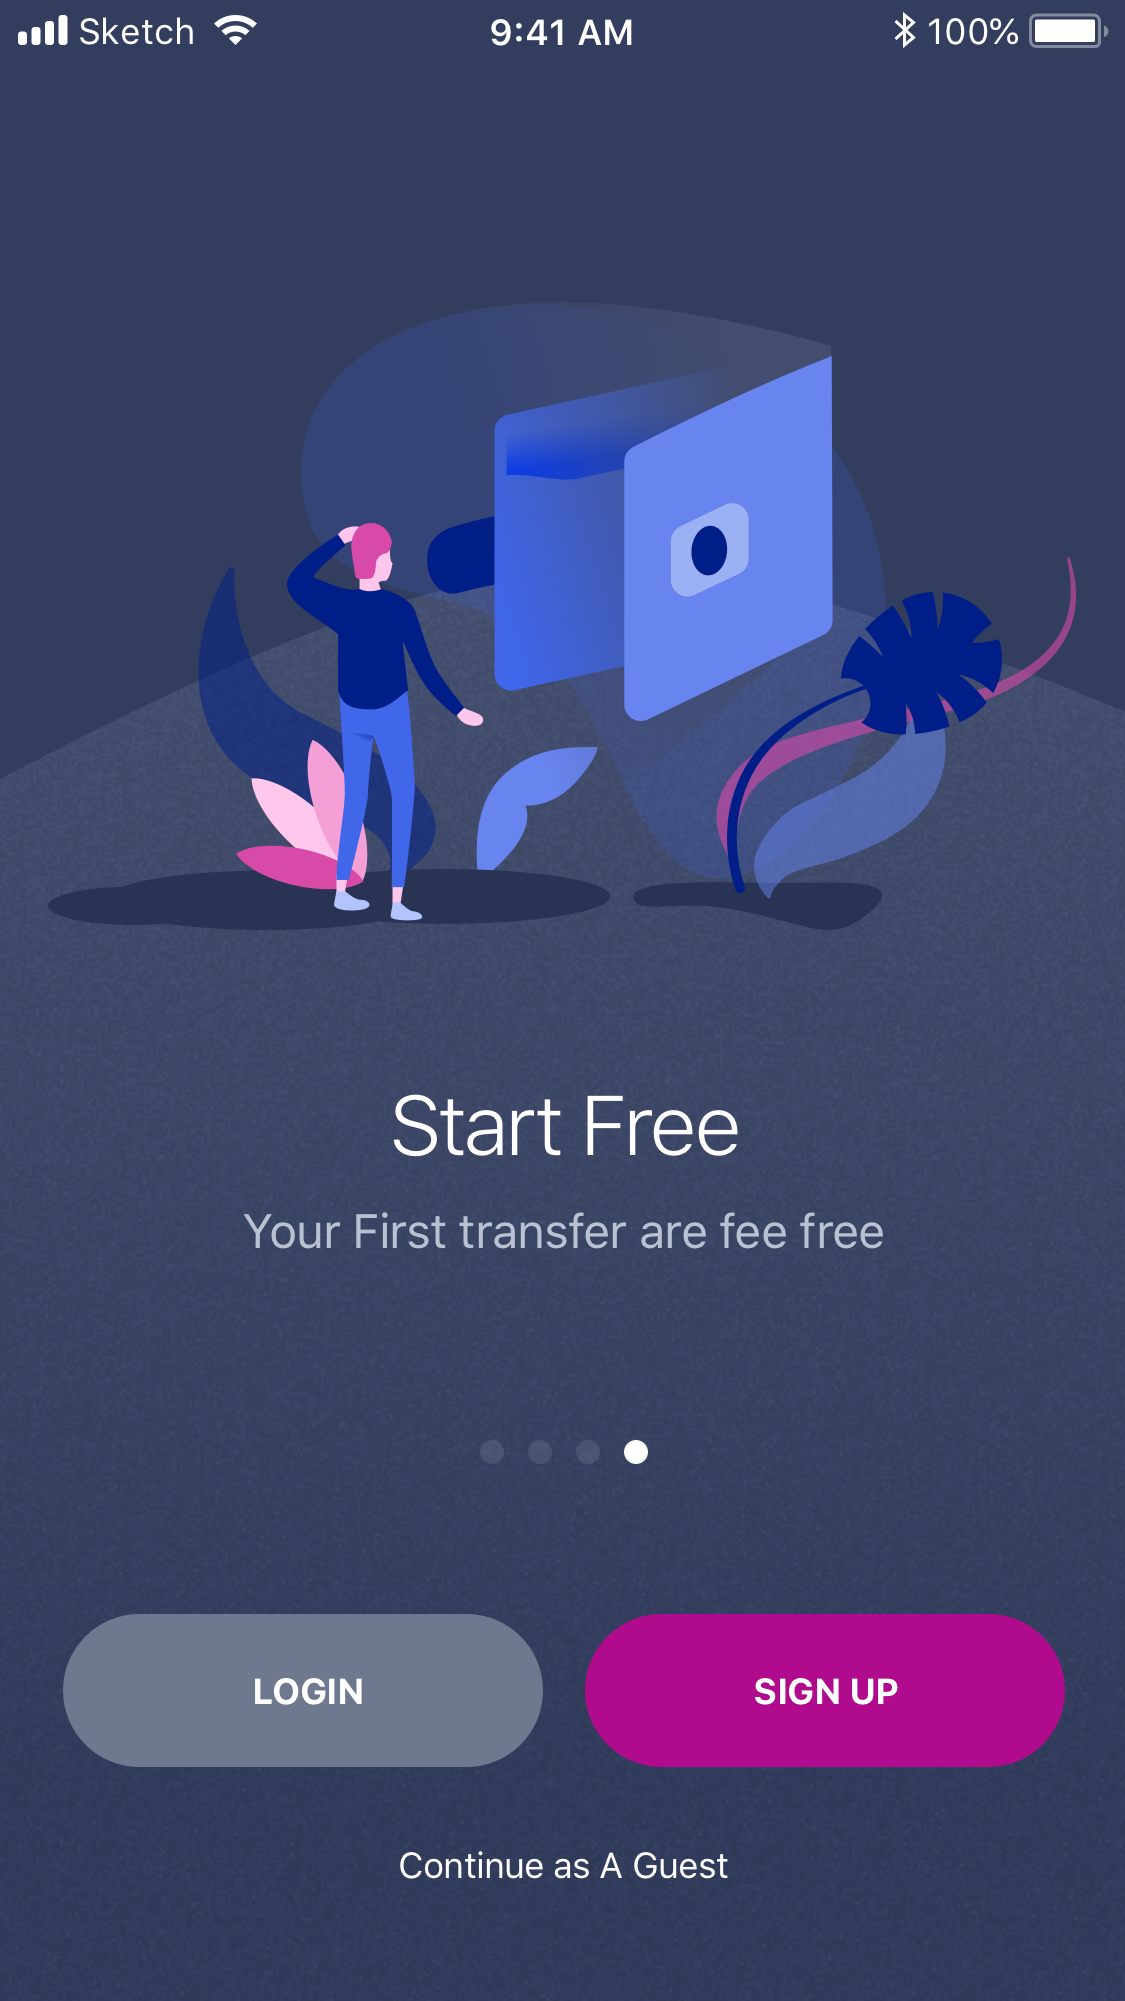 Sketch 9:41 AM 100%
Start Free
Your First transfer are fee free
LOGIN SIGN UP
Continue as A Guest